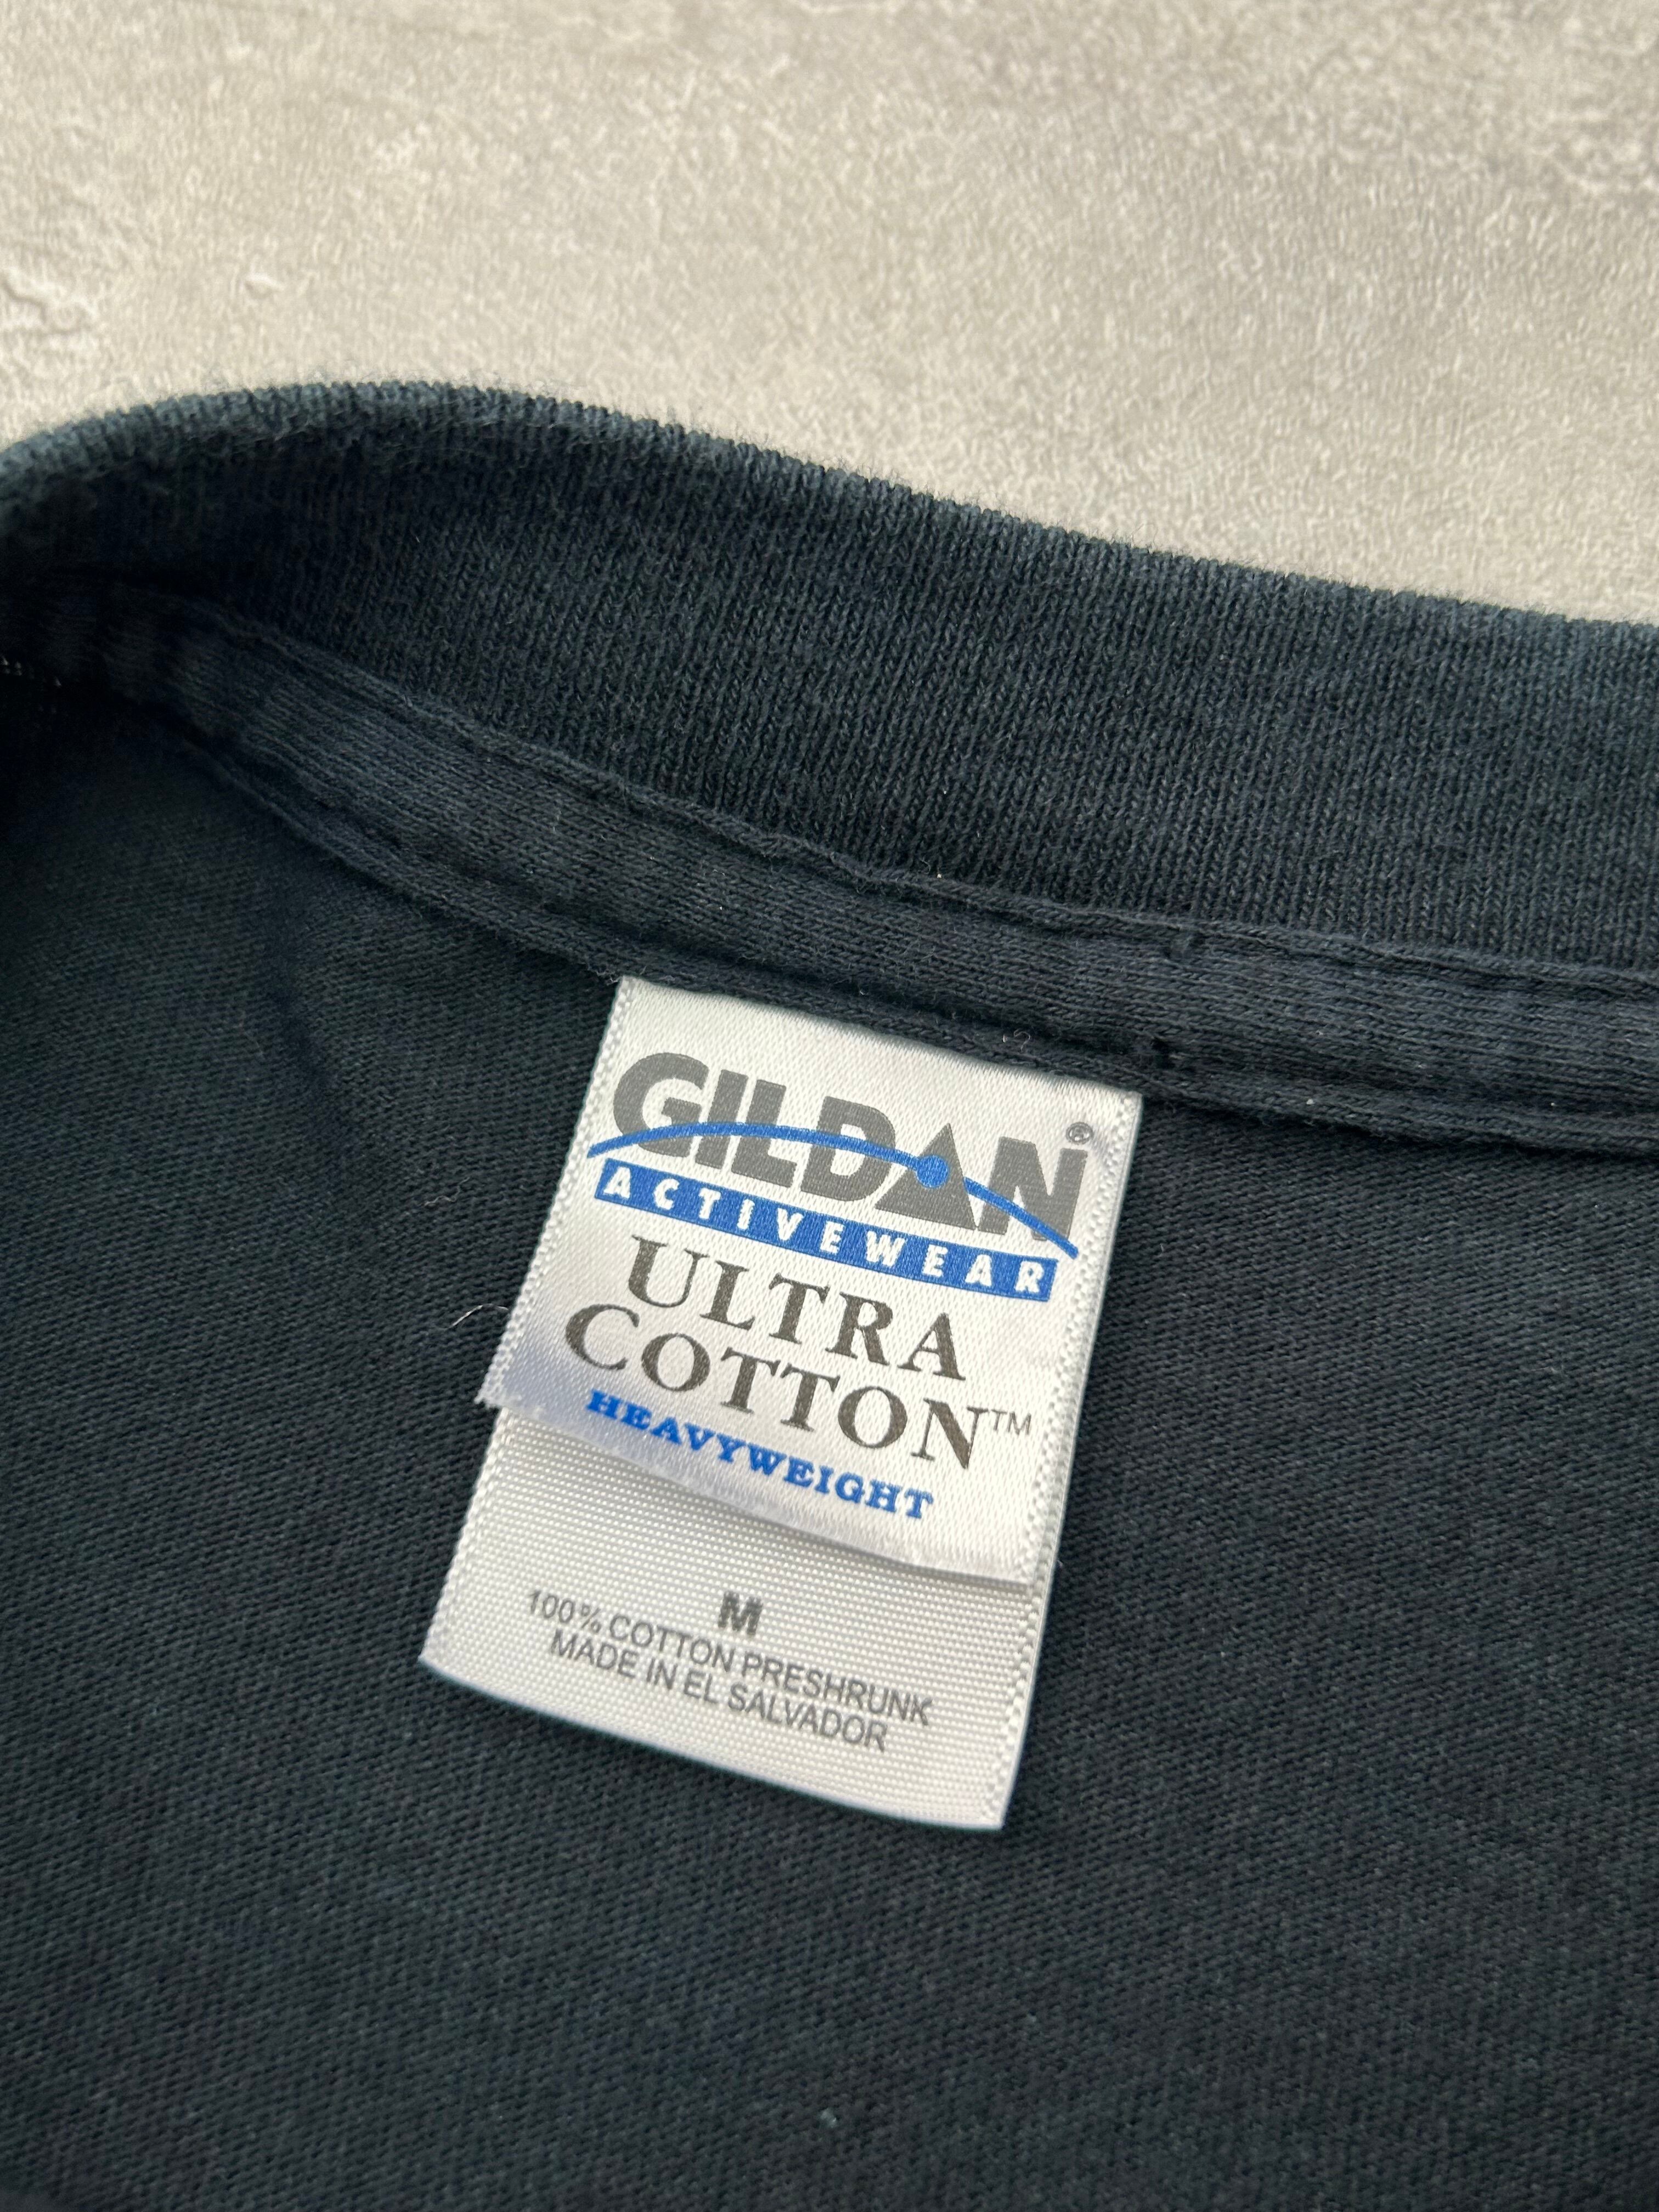 GILDAN®
ACTIVEWEAR
ULTRA
COTTON™
HEAVYWEIGHT
M
100% COTTON PRESHRUNK
MADE IN EL SALVADOR